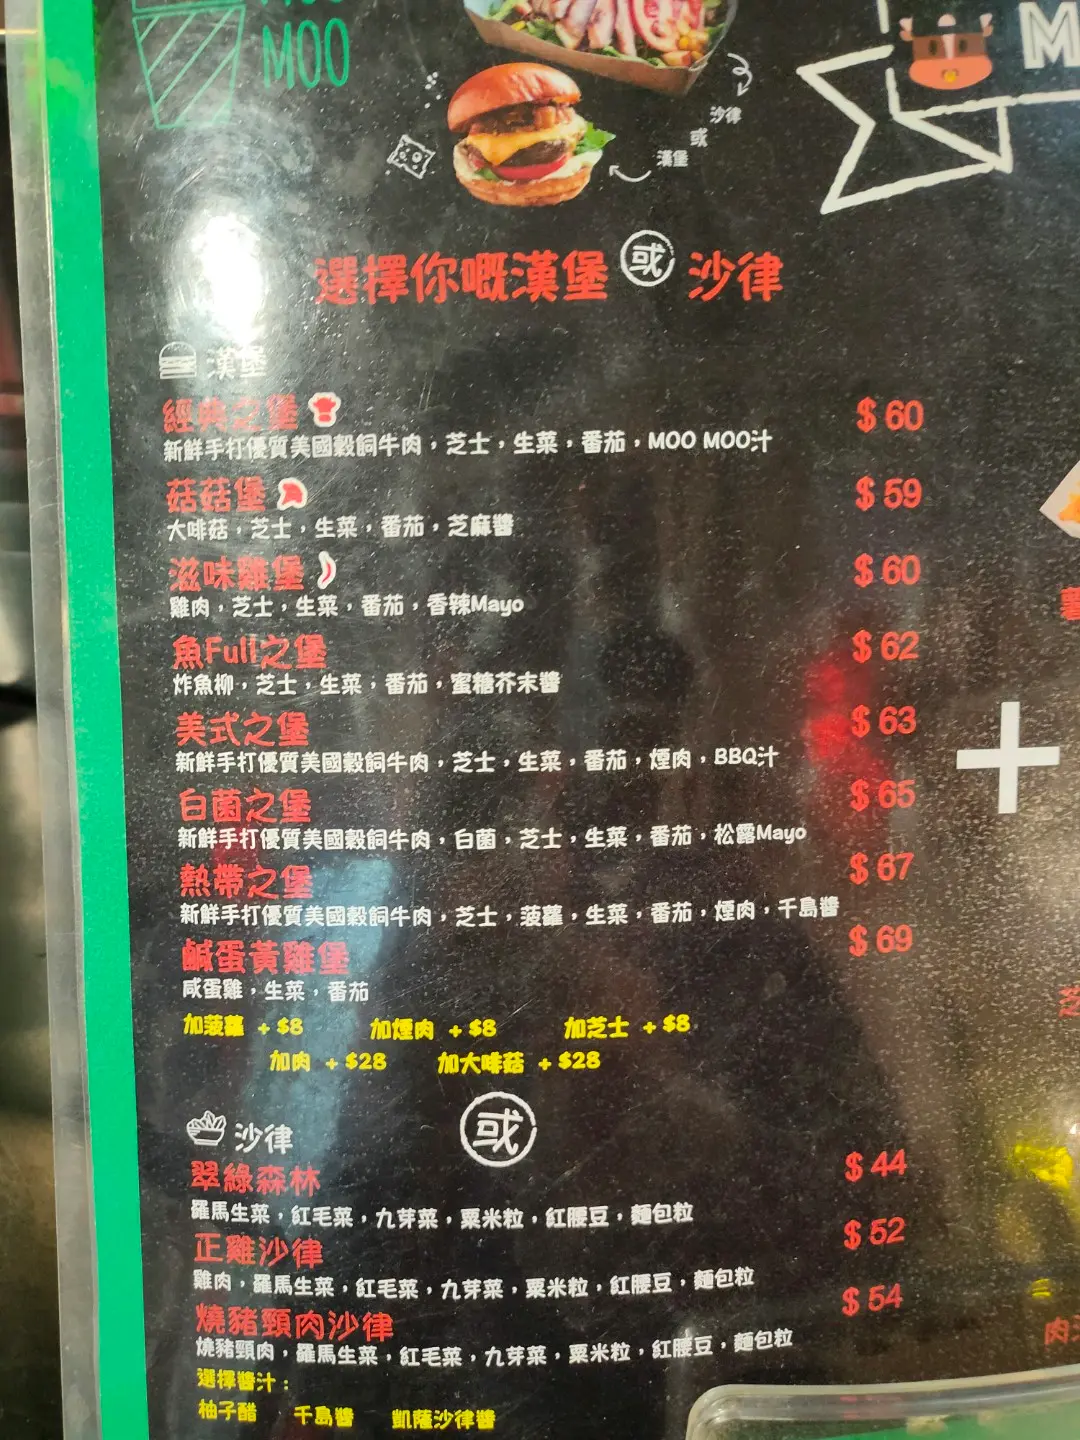 MOO
M
沙律
或
漢堡
選擇你嘅漢堡 或 沙律
漢堡
經典之堡 $ 60
新鮮手打優質美國穀飼牛肉，芝士，生菜，番茄，MOO MOO汁
菇菇堡 $ 59
大啡菇，芝士，生菜，番茄，芝麻醬
滋味雞堡 $ 60
雞肉，芝士，生菜，番茄，香辣Mayo
魚Full之堡 $ 62
炸魚柳，芝士，生菜，番茄，蜜糖芥末醬
美式之堡 $ 63
新鮮手打優質美國穀飼牛肉，芝士，生菜，番茄，煙肉，BBQ汁
白菌之堡 $ 65
新鮮手打優質美國穀飼牛肉，白菌，芝士，生菜，番茄，松露Mayo
熱帶之堡 $ 67
新鮮手打優質美國穀飼牛肉，芝士，菠蘿，生菜，番茄，煙肉，千島醬
鹹蛋黃雞堡 $ 69
咸蛋雞，生菜，番茄
加菠蘿 + $8 加煙肉 + $8 加芝士 + $8
加肉 + $28 加大啡菇 + $28
或
沙律
翠綠森林 $ 44
羅馬生菜，紅毛菜，九芽菜，粟米粒，紅腰豆，麵包粒
正雞沙律 $ 52
雞肉，羅馬生菜，紅毛菜，九芽菜，粟米粒，紅腰豆，麵包粒
燒豬頸肉沙律 $ 54
燒豬頸肉，羅馬生菜，紅毛菜，九芽菜，粟米粒，紅腰豆，麵包粒
選擇醬汁：
柚子醋 千島醬 凱薩沙律醬
+
肉